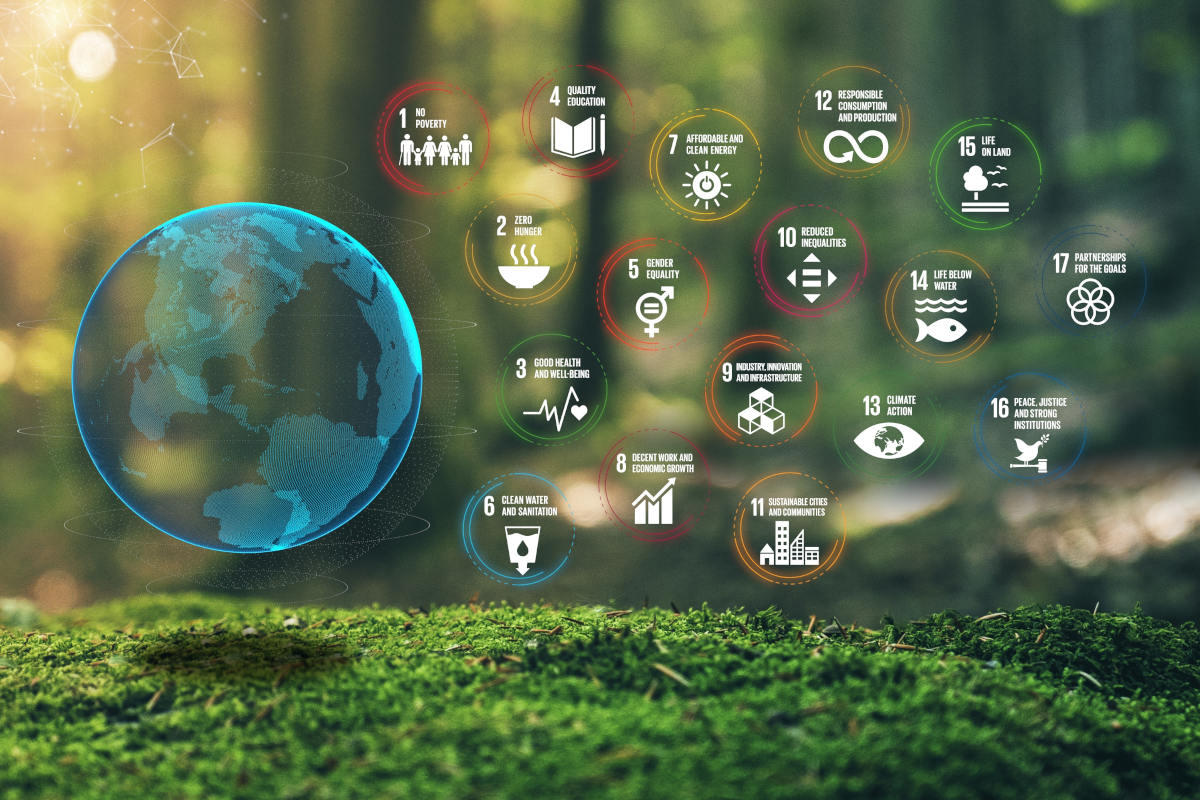 1 NO
POVERTY
2 ZERO
HUNGER
3 GOOD HEALTH
AND WELL-BEING
4 QUALITY
EDUCATION
5 GENDER
EQUALITY
6 CLEAN WATER
AND SANITATION
7 AFFORDABLE AND
CLEAN ENERGY
8 DECENT WORK AND
ECONOMIC GROWTH
9 INDUSTRY, INNOVATION
AND INFRASTRUCTURE
10 REDUCED
INEQUALITIES
11 SUSTAINABLE CITIES
AND COMMUNITIES
12 RESPONSIBLE
CONSUMPTION
AND PRODUCTION
13 CLIMATE
ACTION
14 LIFE BELOW
WATER
15 LIFE
ON LAND
16 PEACE, JUSTICE
AND STRONG
INSTITUTIONS
17 PARTNERSHIPS
FOR THE GOALS